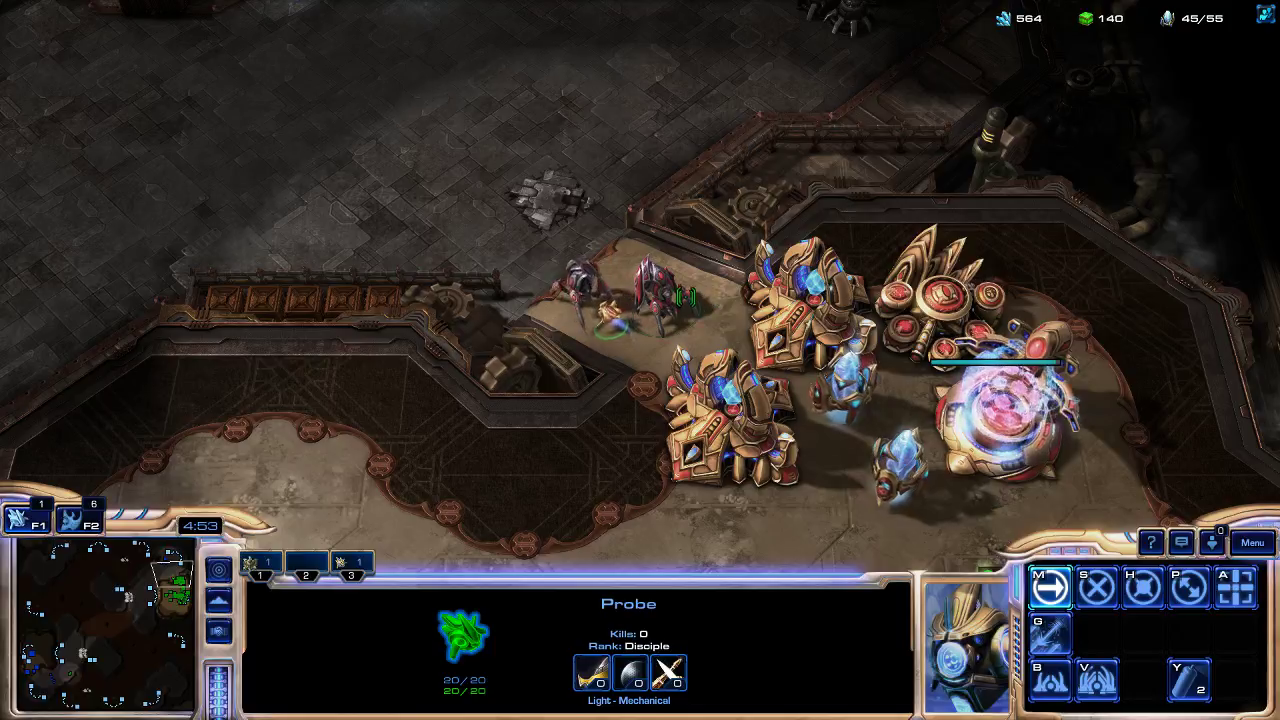 564 140 45/55
1 6
F1 F2
4:53
1 1
1 2 3
0
? Menu
Probe
Kills: 0
Rank: Disciple
0 0 0
20/20
20/20
Light - Mechanical
M S H P A
G
B V Y
2